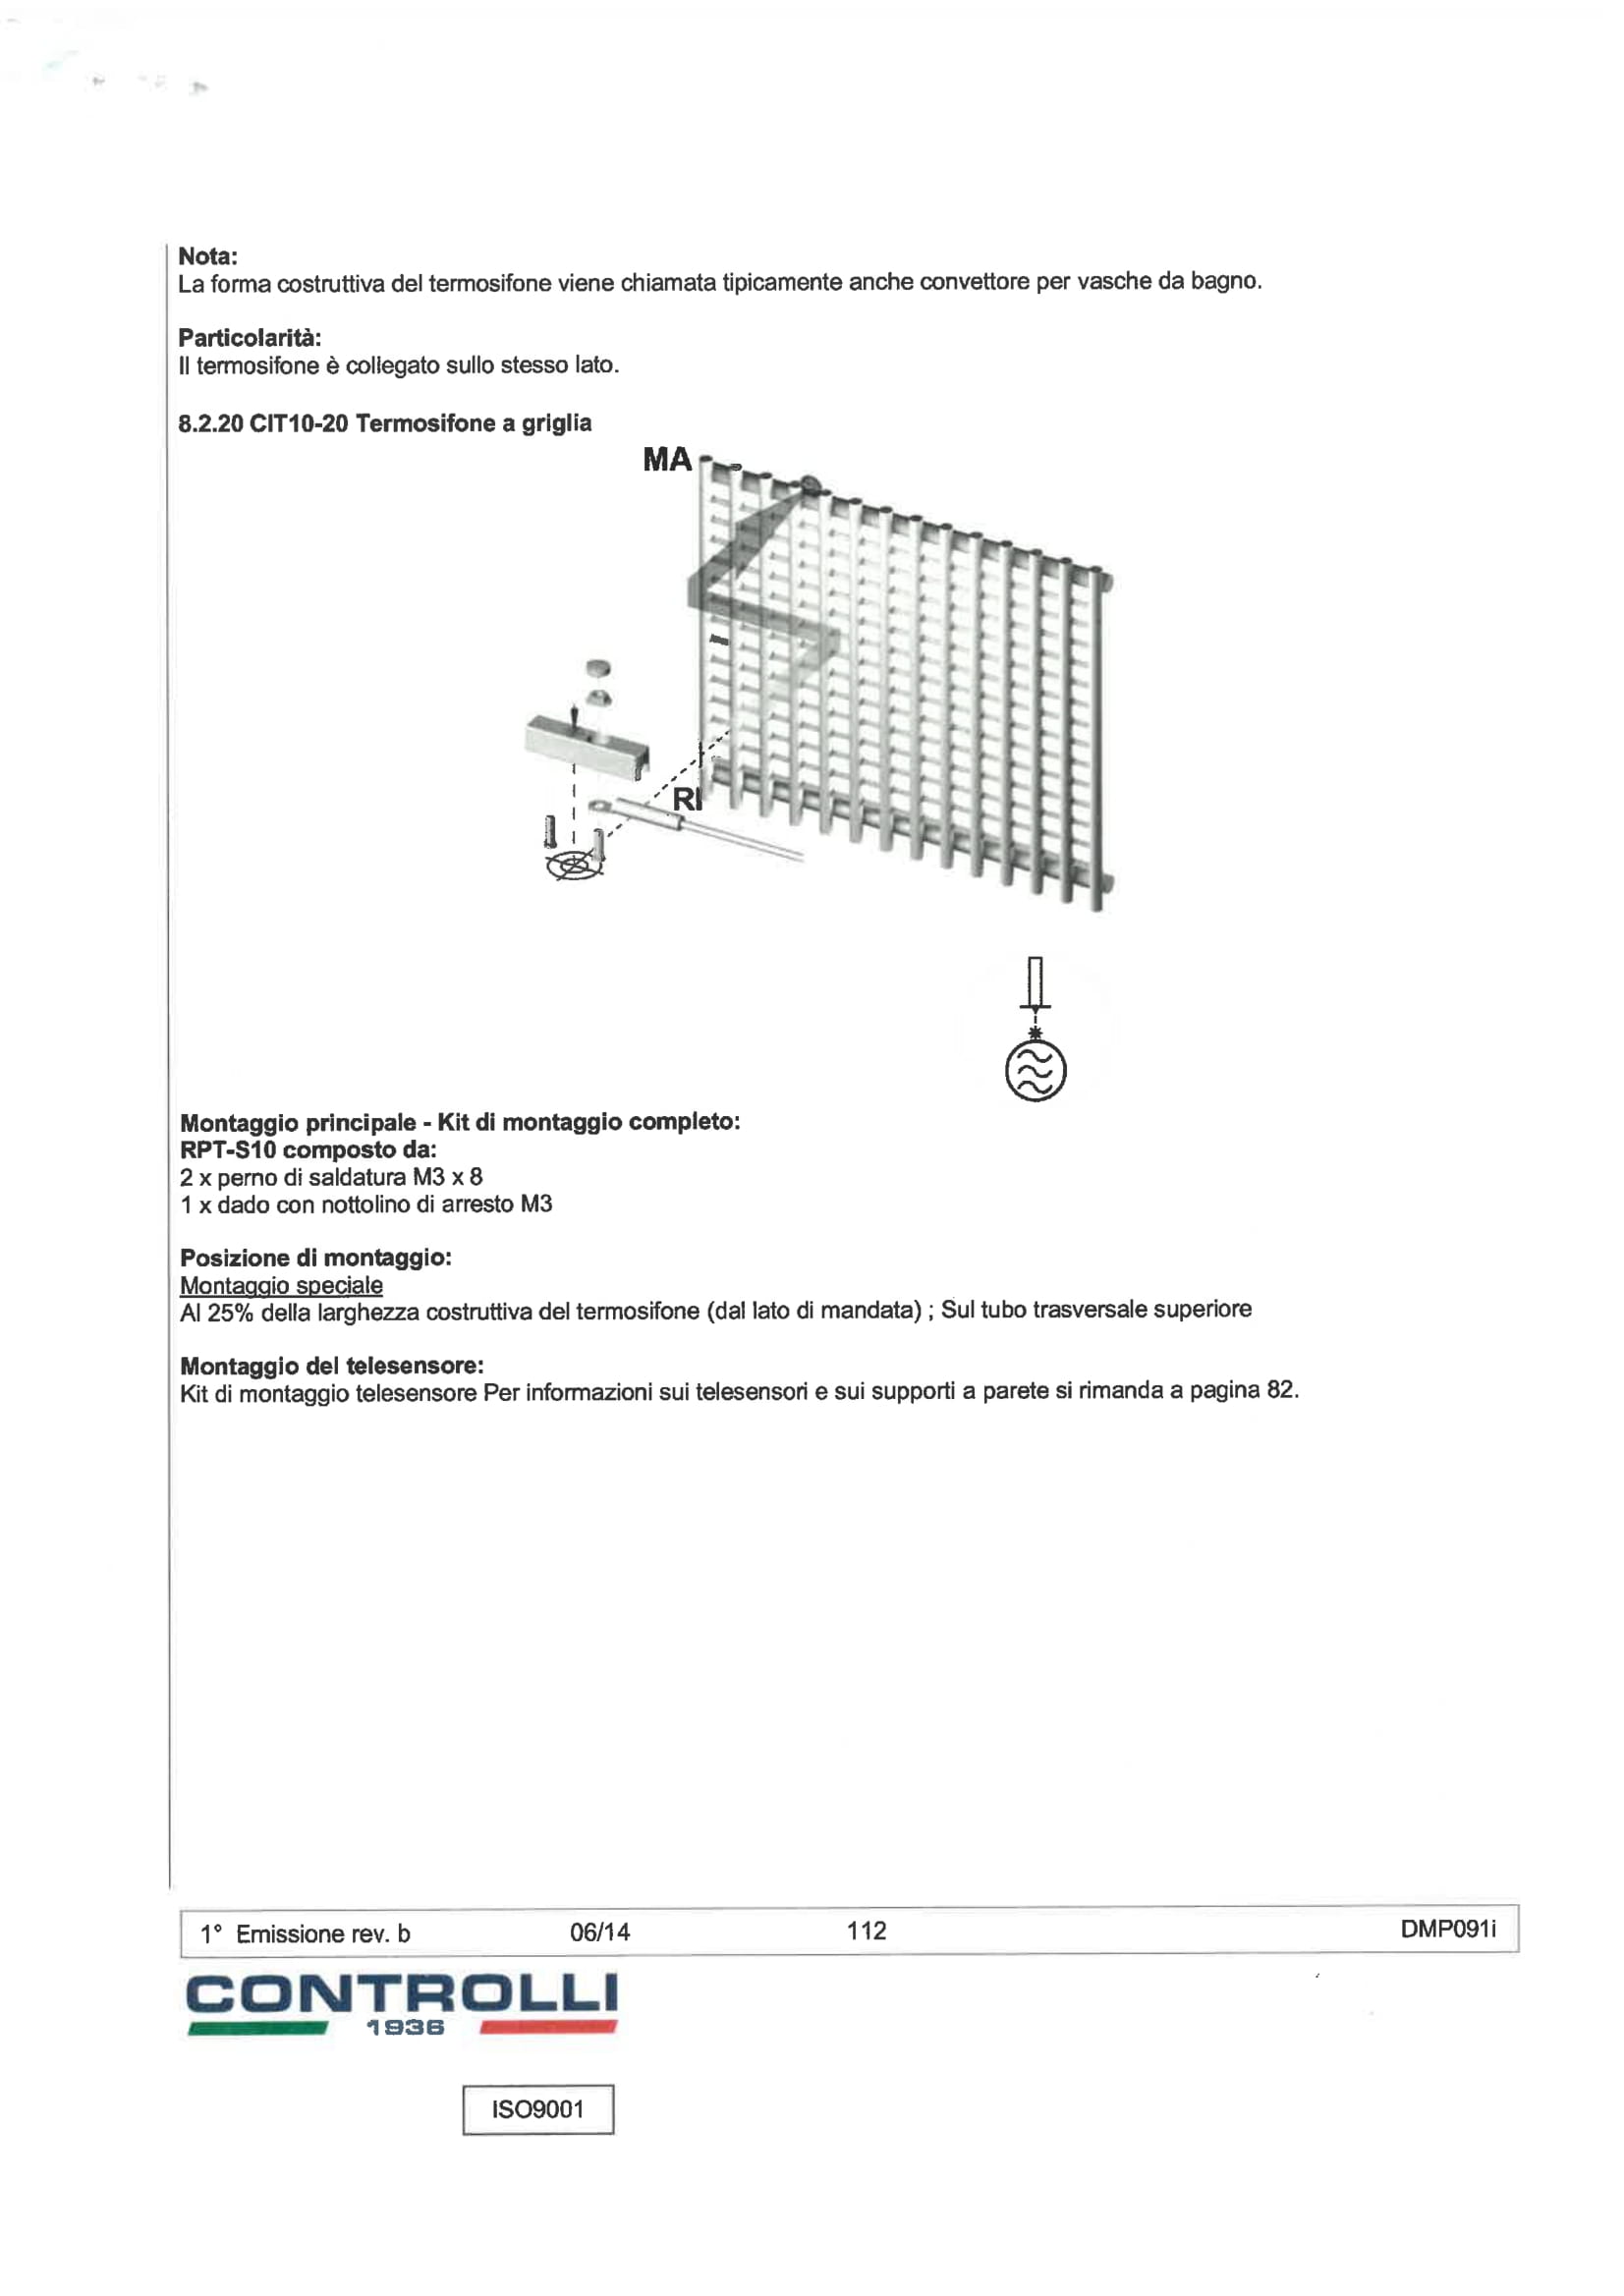 Nota:
La forma costruttiva del termosifone viene chiamata tipicamente anche convettore per vasche da bagno.
Particolarità:
Il termosifone è collegato sullo stesso lato.
8.2.20 CIT10-20 Termosifone a griglia
MA
RI
Montaggio principale - Kit di montaggio completo:
RPT-S10 composto da:
2 x perno di saldatura M3 x 8
1 x dado con nottolino di arresto M3
Posizione di montaggio:
Montaggio speciale
Al 25% della larghezza costruttiva del termosifone (dal lato di mandata) ; Sul tubo trasversale superiore
Montaggio del telesensore:
Kit di montaggio telesensore Per informazioni sui telesensori e sui supporti a parete si rimanda a pagina 82.
1° Emissione rev. b 06/14 112 DMP091i
CONTROLLI
1936
ISO9001